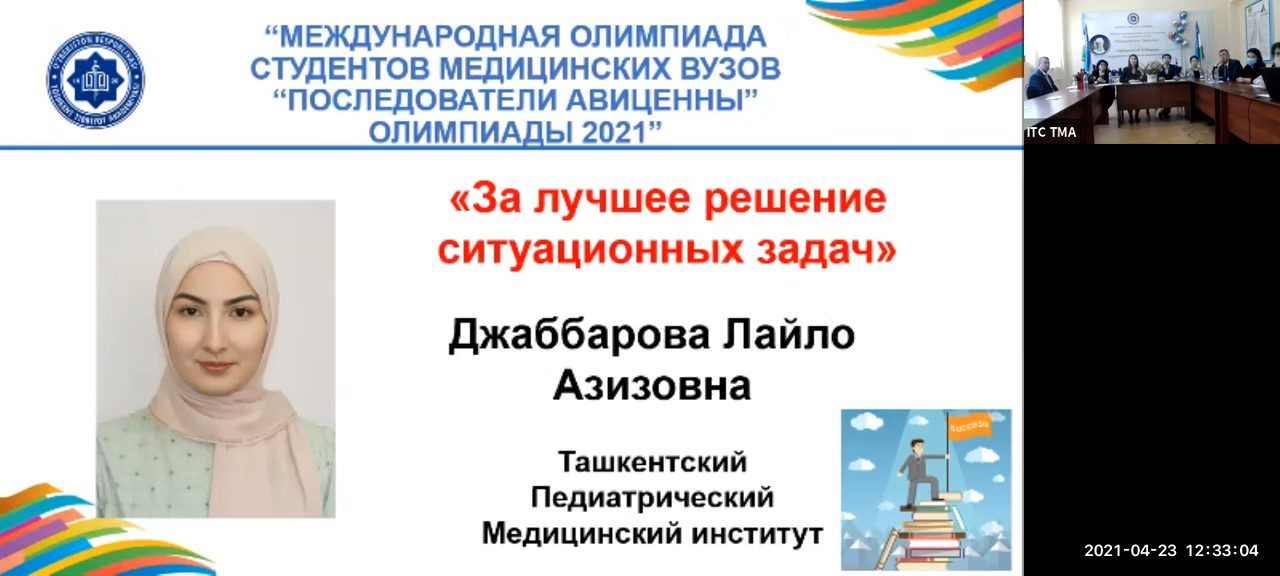 “МЕЖДУНАРОДНАЯ ОЛИМПИАДА
СТУДЕНТОВ МЕДИЦИНСКИХ ВУЗОВ
“ПОСЛЕДОВАТЕЛИ АВИЦЕННЫ”
ОЛИМПИАДЫ 2021”
ITC TMA
«За лучшее решение
ситуационных задач»
Джаббарова Лайло
Азизовна
Ташкентский
Педиатрический
Медицинский институт
SUCCESS
2021-04-23 12:33:04